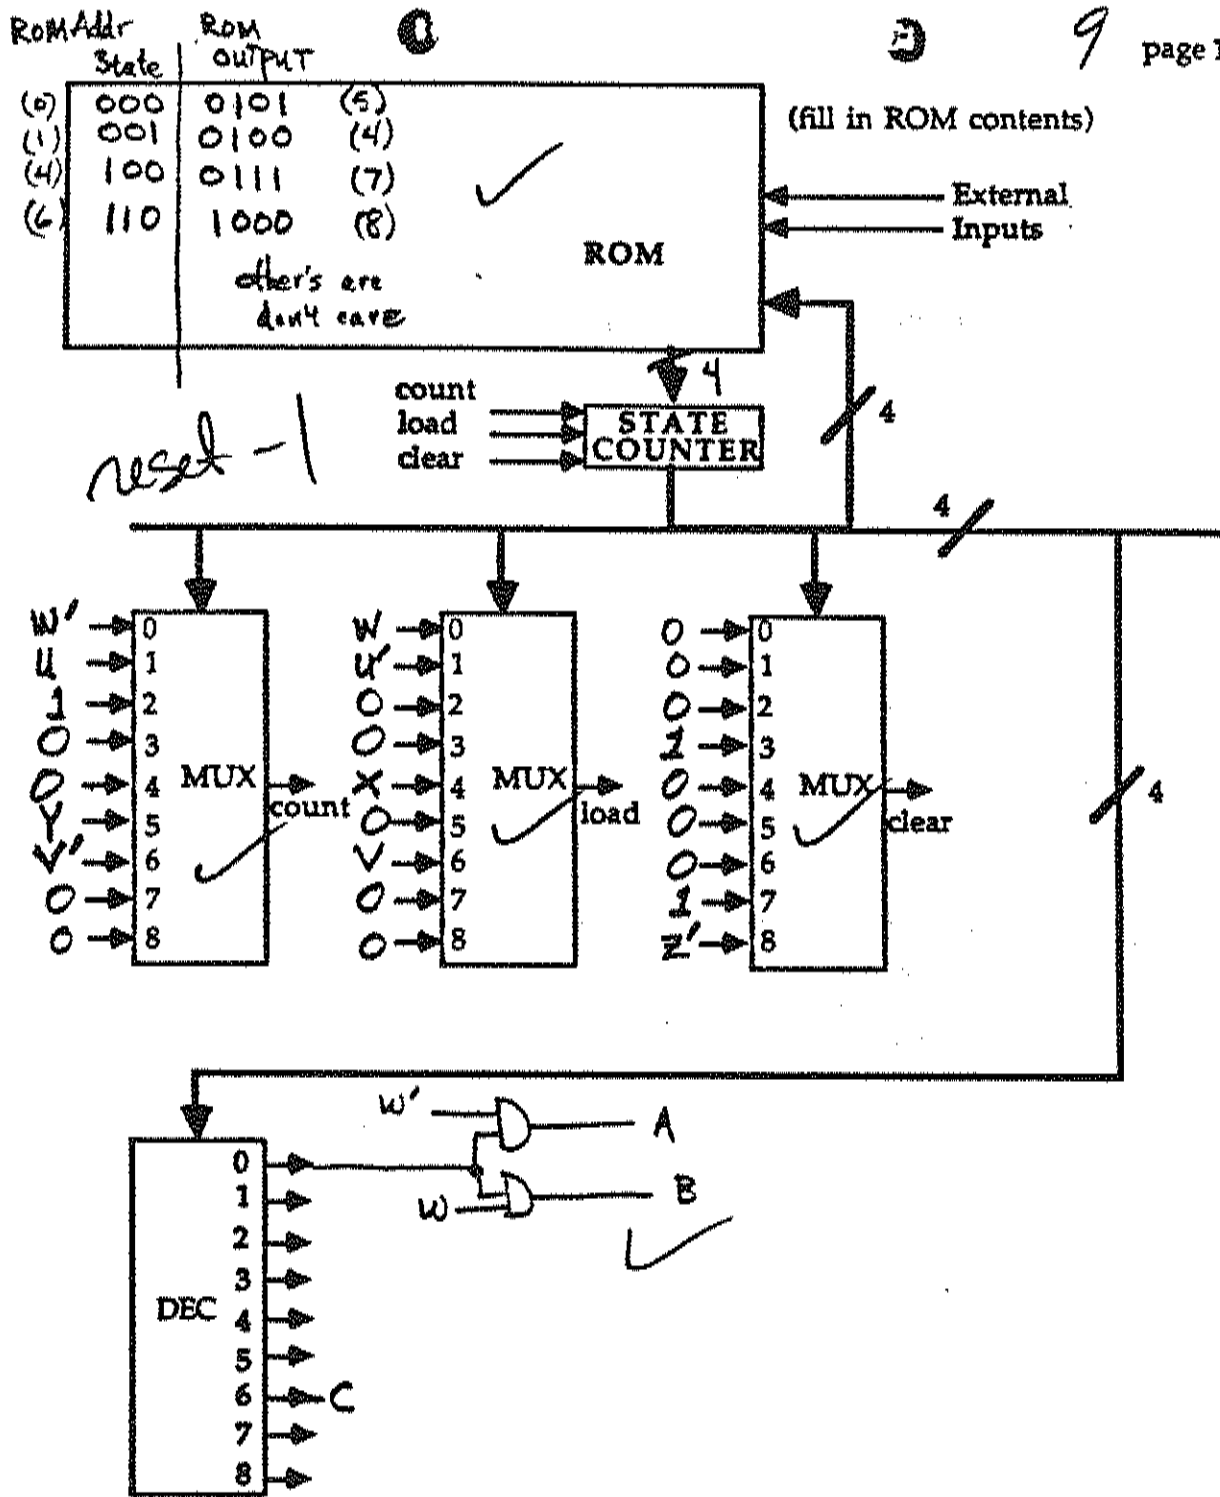 ROM Addr ROM
State OUTPUT
9 page
(0) 000 0101 (5)
(1) 001 0100 (4)
(4) 100 0111 (7)
(6) 110 1000 (8)
other's are
don't care
ROM
(fill in ROM contents)
External
Inputs
4
count
load
clear
STATE
COUNTER
4
reset -1
4
W' 0
U 1
1 2
0 3
0 4
Y 5
V' 6
0 7
0 8
MUX
count
W 0
U' 1
0 2
0 3
X 4
0 5
V 6
0 7
0 8
MUX
load
0 0
0 1
0 2
Z 3
0 4
0 5
0 6
1 7
Z' 8
MUX
clear
4
DEC
0
1
2
3
4
5
6 C
7
8
W' A
W B